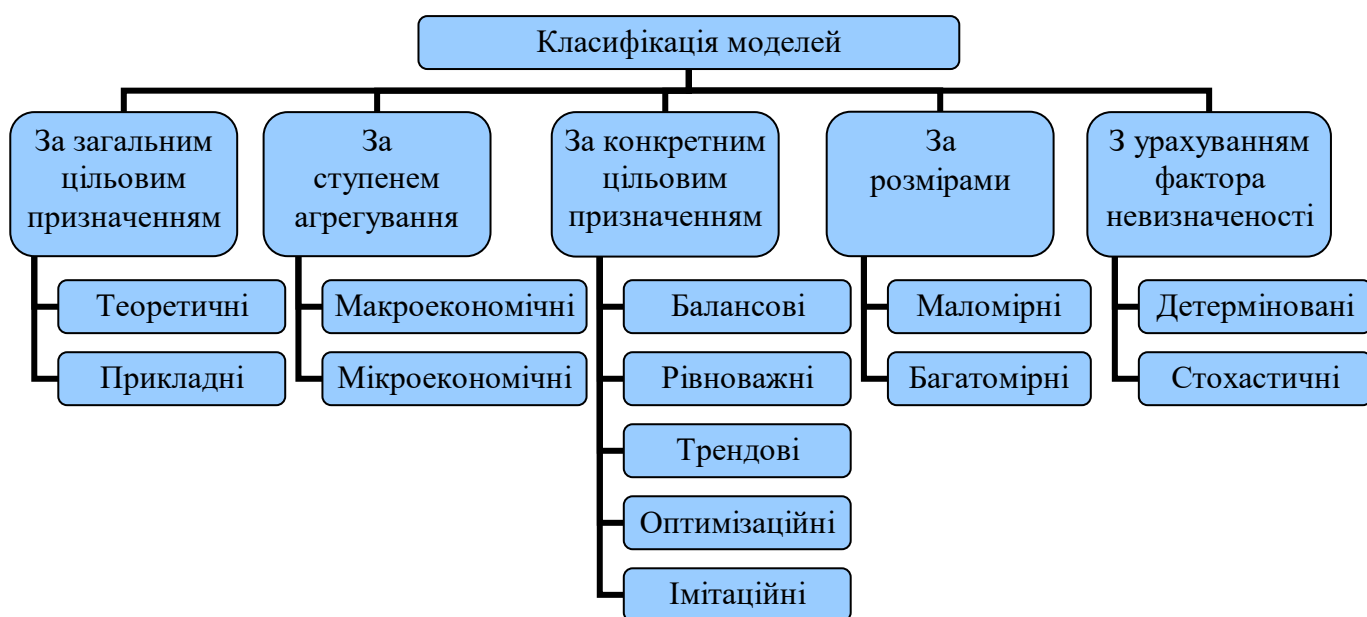 Класифікація моделей
За загальним
цільовим
призначенням
За
ступенем
агрегування
За конкретним
цільовим
призначенням
За
розмірами
З урахуванням
фактора
невизначеності
Теоретичні
Прикладні
Макроекономічні
Мікроекономічні
Балансові
Рівноважні
Трендові
Оптимізаційні
Імітаційні
Маломірні
Багатомірні
Детерміновані
Стохастичні